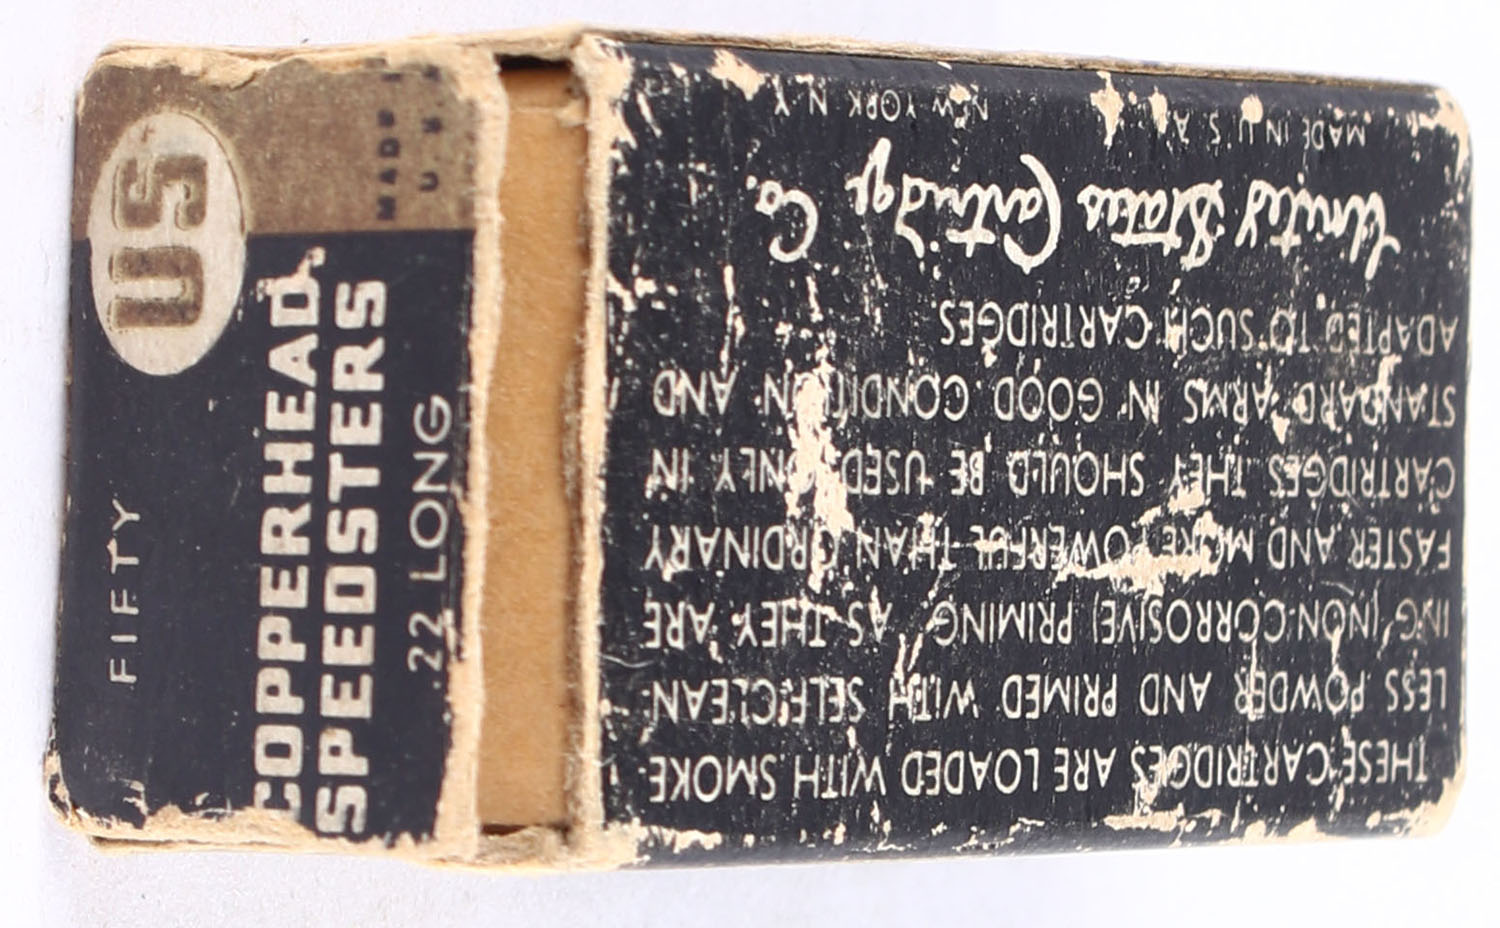 US
MADE I
U.S.A
FIFTY
COPPERHEAD
SPEEDSTERS
.22 LONG
THESE CARTRIDGES ARE LOADED WITH SMOKE-
LESS POWDER AND PRIMED WITH SELF-CLEAN-
ING (NON-CORROSIVE) PRIMING. AS THEY ARE
FASTER AND MORE POWERFUL THAN ORDINARY
CARTRIDGES THEY SHOULD BE USED ONLY IN
STANDARD ARMS IN GOOD CONDITION AND
ADAPTED TO SUCH CARTRIDGES
United States Cartridge Co.
MADE IN U.S.A. NEW YORK N.Y.